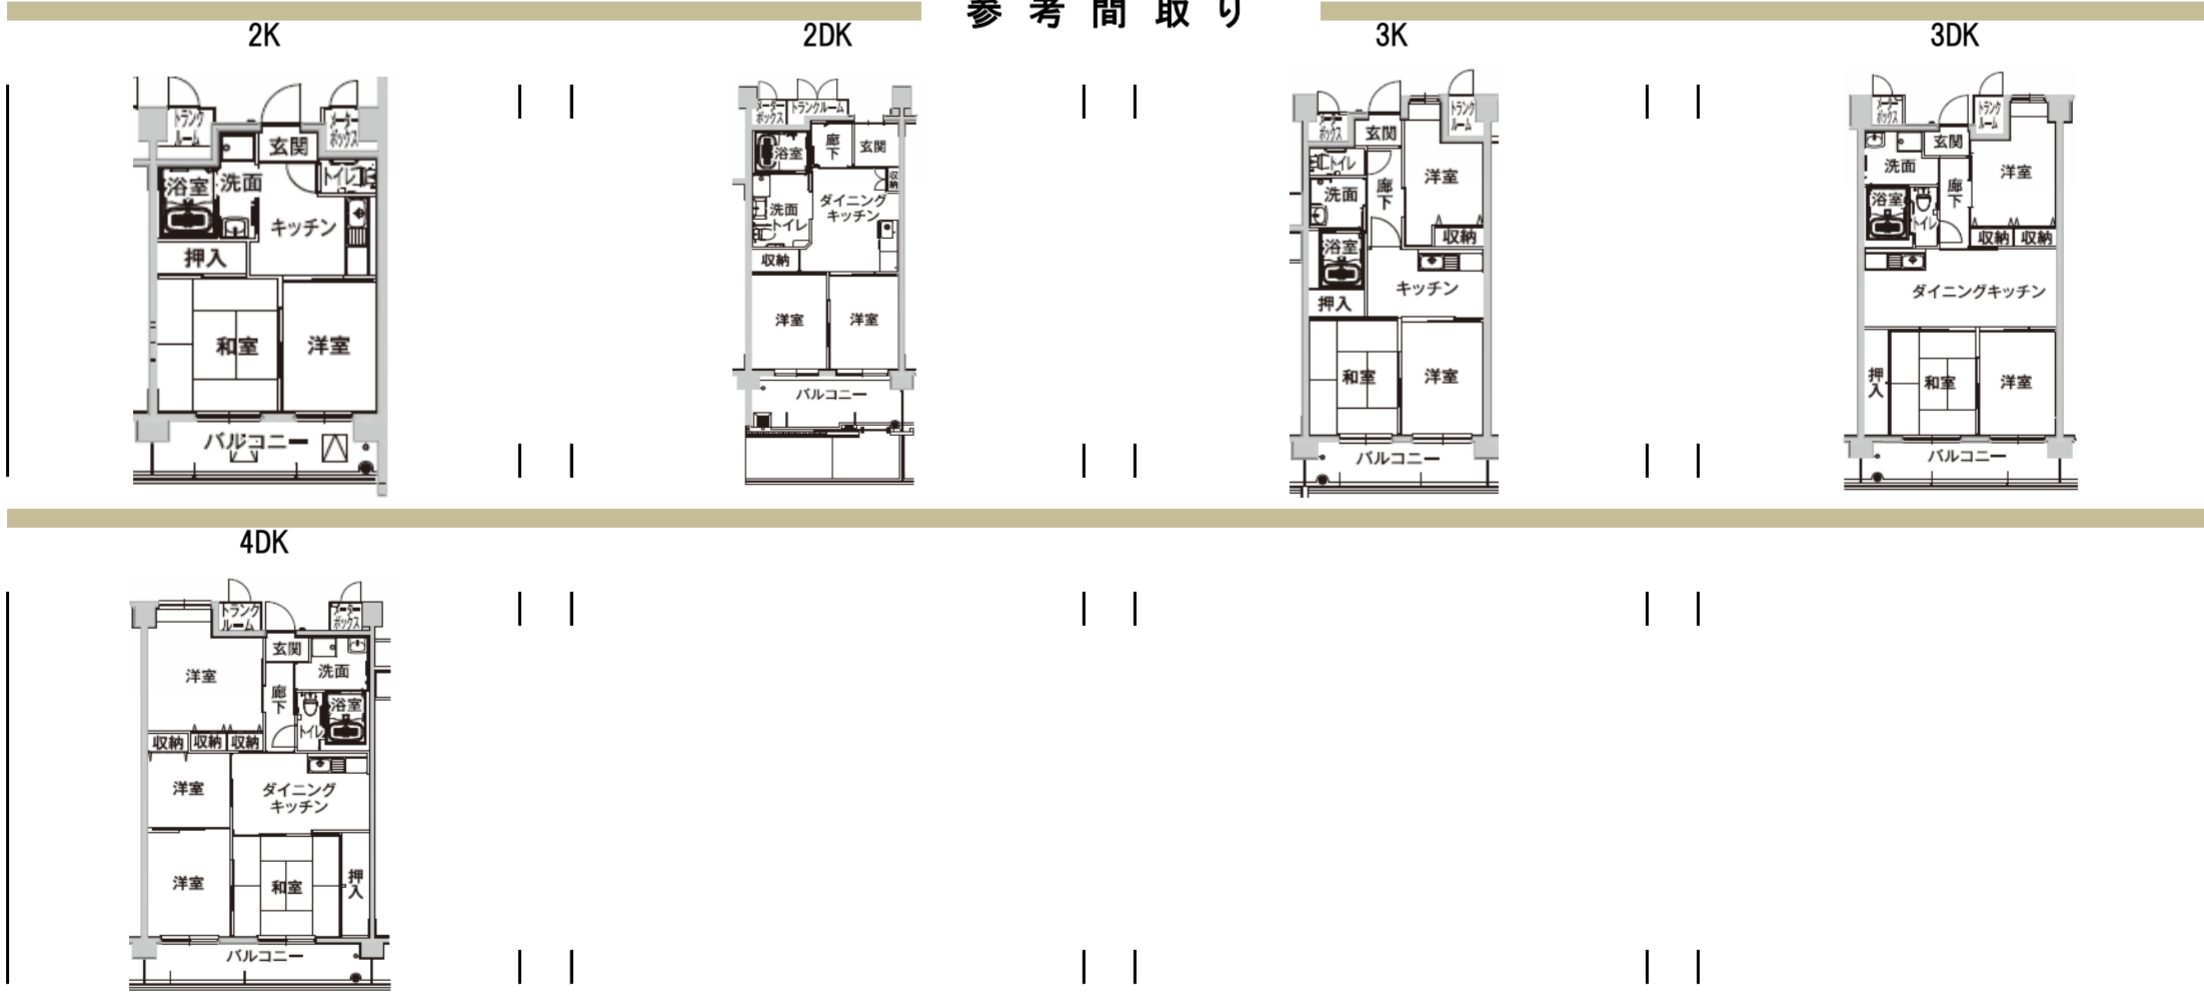 参考間取り
2K
2DK
3K
3DK
トランク
ルーム
メーター
ボックス
玄関
浴室
洗面
トイレ
キッチン
押入
和室
洋室
バルコニー
メーター
ボックス
トランクルーム
浴室
廊下
玄関
収納
洗面
トイレ
ダイニング
キッチン
収納
洋室
洋室
バルコニー
メーター
ボックス
玄関
トランク
ルーム
トイレ
洗面
廊下
洋室
収納
浴室
キッチン
押入
和室
洋室
バルコニー
メーター
ボックス
トランク
ルーム
玄関
洗面
洋室
浴室
トイレ
廊下
収納
収納
ダイニングキッチン
押入
和室
洋室
バルコニー
4DK
トランク
ルーム
メーター
ボックス
玄関
洗面
洋室
廊下
浴室
トイレ
収納
収納
収納
洋室
ダイニング
キッチン
洋室
和室
押入
バルコニー